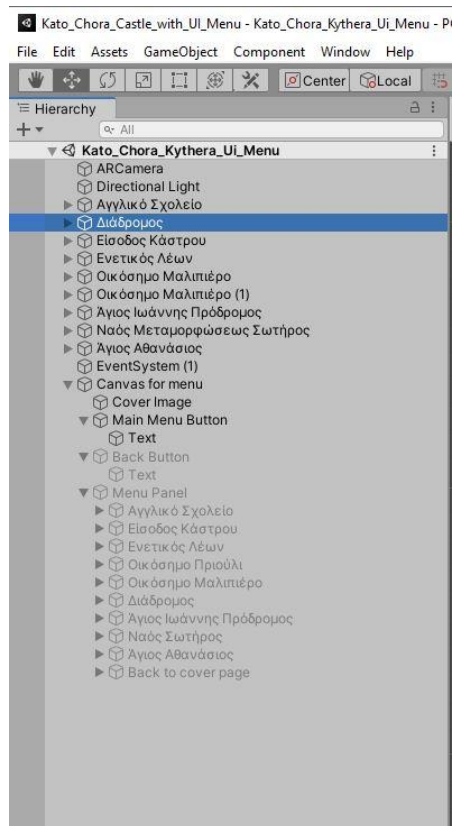 Kato_Chora_Castle_with_UI_Menu - Kato_Chora_Kythera_Ui_Menu - P
File Edit Assets GameObject Component Window Help
Center Local
Hierarchy
All
Kato_Chora_Kythera_Ui_Menu
ARCamera
Directional Light
Αγγλικό Σχολείο
Διάδρομος
Είσοδος Κάστρου
Ενετικός Λέων
Οικόσημο Μαλιπιέρο
Οικόσημο Μαλιπιέρο (1)
Άγιος Ιωάννης Πρόδρομος
Ναός Μεταμορφώσεως Σωτήρος
Άγιος Αθανάσιος
EventSystem (1)
Canvas for menu
Cover Image
Main Menu Button
Text
Back Button
Text
Menu Panel
Αγγλικό Σχολείο
Είσοδος Κάστρου
Ενετικός Λέων
Οικόσημο Πριούλι
Οικόσημο Μαλιπιέρο
Διάδρομος
Άγιος Ιωάννης Πρόδρομος
Ναός Σωτήρος
Άγιος Αθανάσιος
Back to cover page